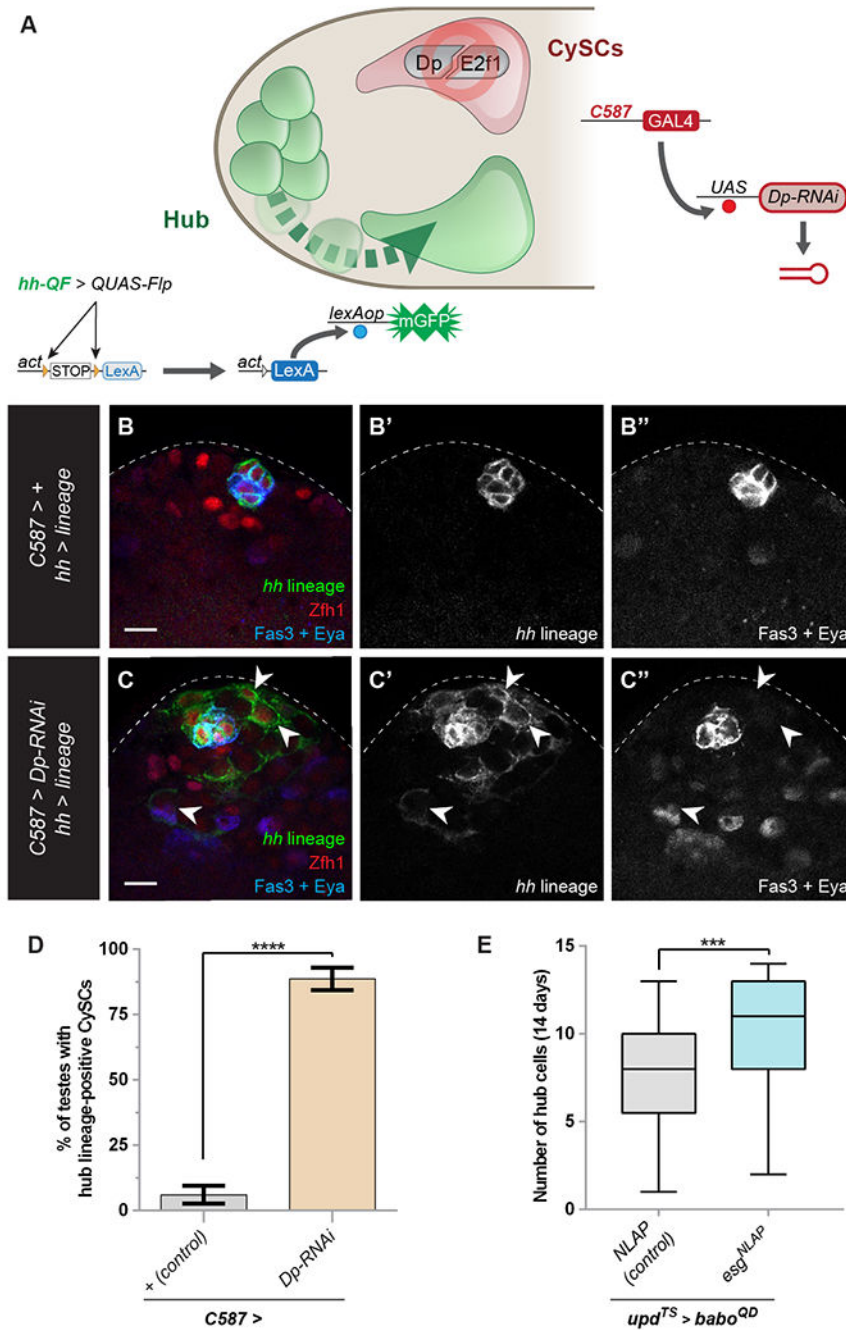 A
CySCs
Dp E2f1
C587
GAL4
UAS
Dp-RNAi
Hub
hh-QF > QUAS-Flp
lexAop
mGFP
act STOP LexA
act LexA
C587 > +
hh > lineage
B
hh lineage
Zfh1
Fas3 + Eya
B'
hh lineage
B''
Fas3 + Eya
C587 > Dp-RNAi
hh > lineage
C
hh lineage
Zfh1
Fas3 + Eya
C'
hh lineage
C''
Fas3 + Eya
D
% of testes with
hub lineage-positive CySCs
100
75
50
25
0
****
+ (control)
Dp-RNAi
C587 >
E
Number of hub cells (14 days)
15
10
5
0
***
NLAP
(control)
esg^NLAP
upd^TS > babo^QD